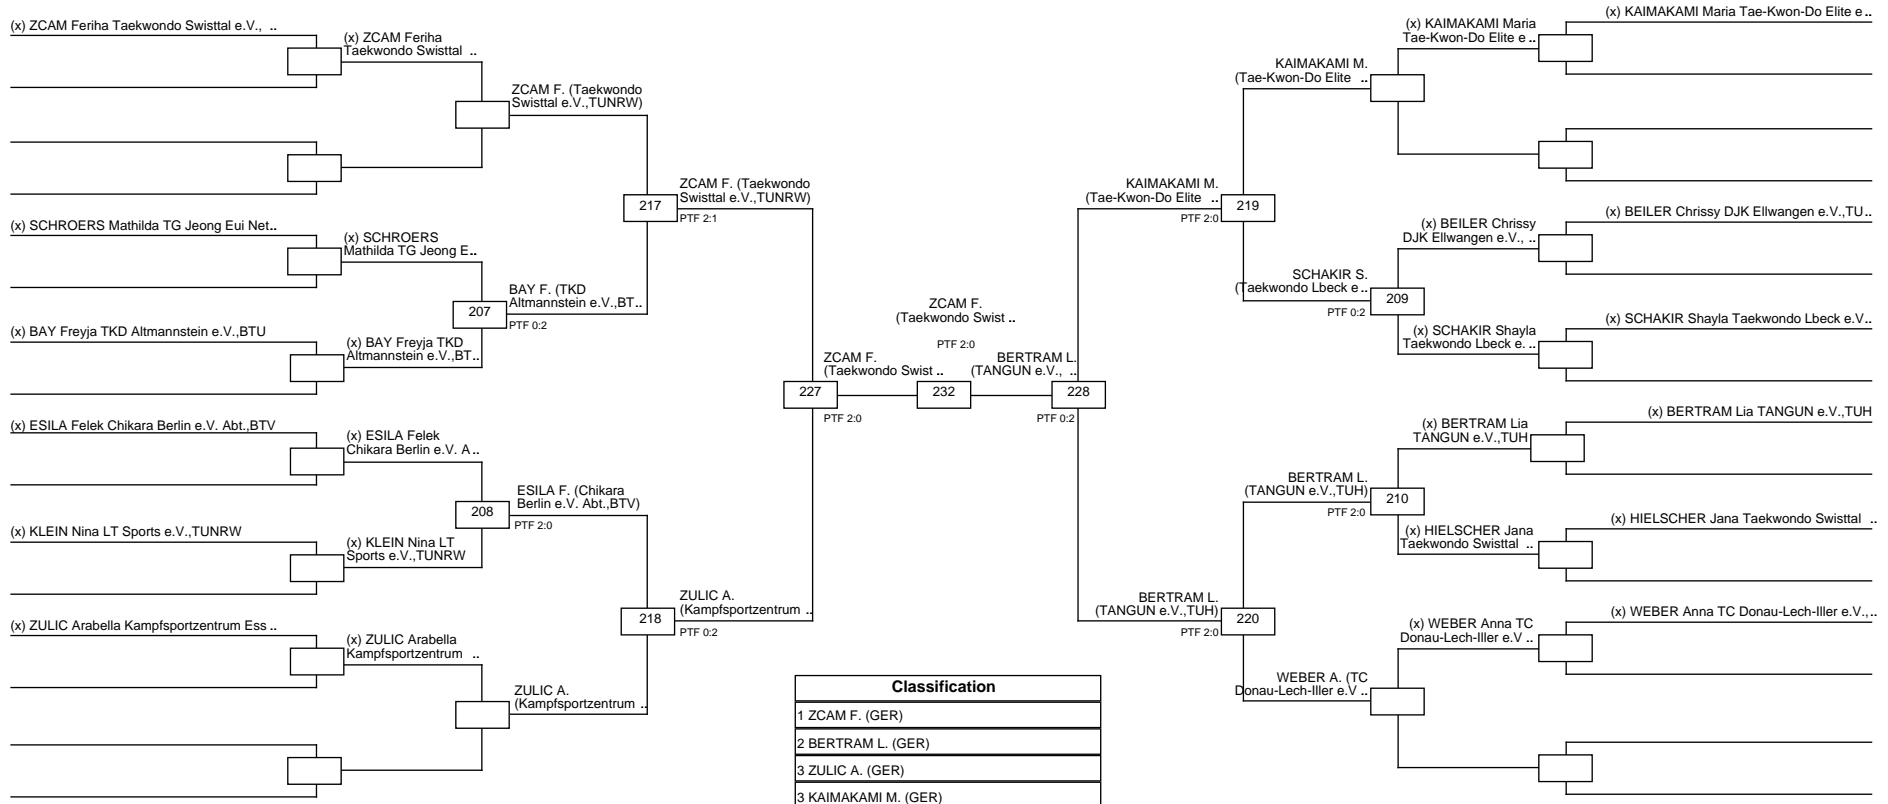 (x) ZCAM Feriha Taekwondo Swisttal e.V., ..
(x) SCHROERS Mathilda TG Jeong Eui Net..
(x) BAY Freyja TKD Altmannstein e.V.,BTU
(x) ESILA Felek Chikara Berlin e.V. Abt.,BTV
(x) KLEIN Nina LT Sports e.V.,TUNRW
(x) ZULIC Arabella Kampfsportzentrum Ess ..
(x) ZCAM Feriha
Taekwondo Swisttal ..
(x) SCHROERS
Mathilda TG Jeong E..
(x) BAY Freyja TKD
Altmannstein e.V.,BT..
(x) ESILA Felek
Chikara Berlin e.V. A ..
(x) KLEIN Nina LT
Sports e.V.,TUNRW
(x) ZULIC Arabella
Kampfsportzentrum ..
ZCAM F. (Taekwondo
Swisttal e.V.,TUNRW)
207
BAY F. (TKD
Altmannstein e.V.,BT..
PTF 0:2
208
ESILA F. (Chikara
Berlin e.V. Abt.,BTV)
PTF 2:0
ZULIC A.
(Kampfsportzentrum ..
217
ZCAM F. (Taekwondo
Swisttal e.V.,TUNRW)
PTF 2:1
218
ZULIC A.
(Kampfsportzentrum ..
PTF 0:2
227
ZCAM F.
(Taekwondo Swist ..
PTF 2:0
ZCAM F.
(Taekwondo Swist ..
PTF 2:0
232
BERTRAM L.
(TANGUN e.V., ..
228
PTF 0:2
KAIMAKAMI M.
(Tae-Kwon-Do Elite ..
219
PTF 2:0
BERTRAM L.
(TANGUN e.V.,TUH)
220
PTF 2:0
KAIMAKAMI M.
(Tae-Kwon-Do Elite ..
SCHAKIR S.
(Taekwondo Lbeck e ..
209
PTF 0:2
BERTRAM L.
(TANGUN e.V.,TUH)
210
PTF 2:0
WEBER A. (TC
Donau-Lech-Iller e.V ..
(x) KAIMAKAMI Maria
Tae-Kwon-Do Elite e ..
(x) BEILER Chrissy
DJK Ellwangen e.V., ..
(x) SCHAKIR Shayla
Taekwondo Lbeck e. ..
(x) BERTRAM Lia
TANGUN e.V.,TUH
(x) HIELSCHER Jana
Taekwondo Swisttal ..
(x) WEBER Anna TC
Donau-Lech-Iller e.V ..
(x) KAIMAKAMI Maria Tae-Kwon-Do Elite e ..
(x) BEILER Chrissy DJK Ellwangen e.V.,TU..
(x) SCHAKIR Shayla Taekwondo Lbeck e.V..
(x) BERTRAM Lia TANGUN e.V.,TUH
(x) HIELSCHER Jana Taekwondo Swisttal ..
(x) WEBER Anna TC Donau-Lech-Iller e.V.,..
Classification
1 ZCAM F. (GER)
2 BERTRAM L. (GER)
3 ZULIC A. (GER)
3 KAIMAKAMI M. (GER)